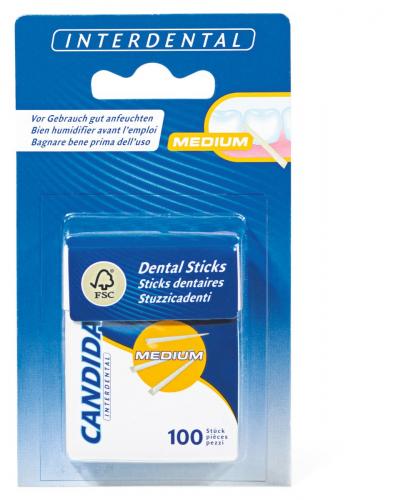 INTERDENTAL
Vor Gebrauch gut anfeuchten
Bien humidifier avant l'emploi
Bagnare bene prima dell'uso
MEDIUM
Dental Sticks
Sticks dentaires
Stuzzicadenti
FSC
CANDIDA
INTERDENTAL
MEDIUM
100 Stück
pièces
pezzi